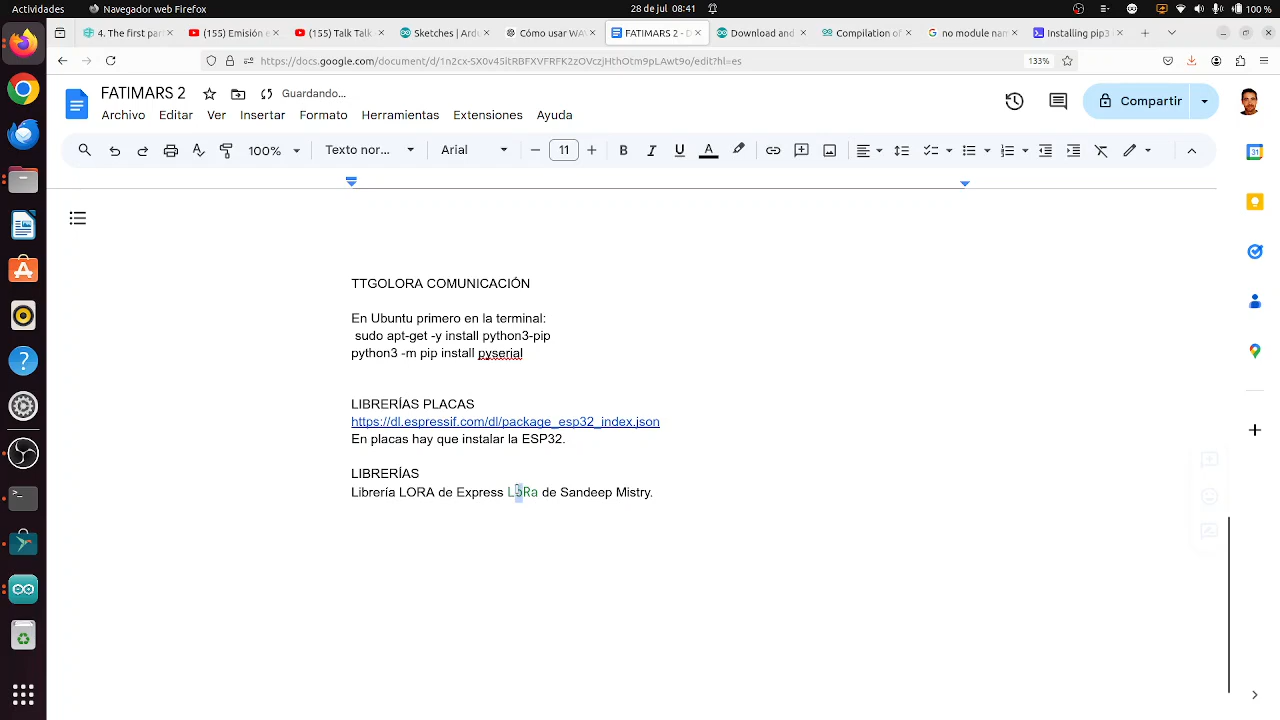 Actividades
Navegador web Firefox
28 de jul 08:41
100 %
4. The first par
(155) Emisión e
(155) Talk Talk
Sketches | Ard
Cómo usar WAV
FATIMARS 2 - D
Download and
Compilation of
no module nam
Installing pip3
https://docs.google.com/document/d/1n2cx-SX0v45itRBFXVFRFK2zOVczjHthOtm9pLAwt9o/edit?hl=es
133%
FATIMARS 2
Guardando...
Archivo Editar Ver Insertar Formato Herramientas Extensiones Ayuda
Compartir
100% Texto nor... Arial 11
TTGOLORA COMUNICACIÓN
En Ubuntu primero en la terminal:
sudo apt-get -y install python3-pip
python3 -m pip install pyserial
LIBRERÍAS PLACAS
https://dl.espressif.com/dl/package_esp32_index.json
En placas hay que instalar la ESP32.
LIBRERÍAS
Librería LORA de Express LoRa de Sandeep Mistry.